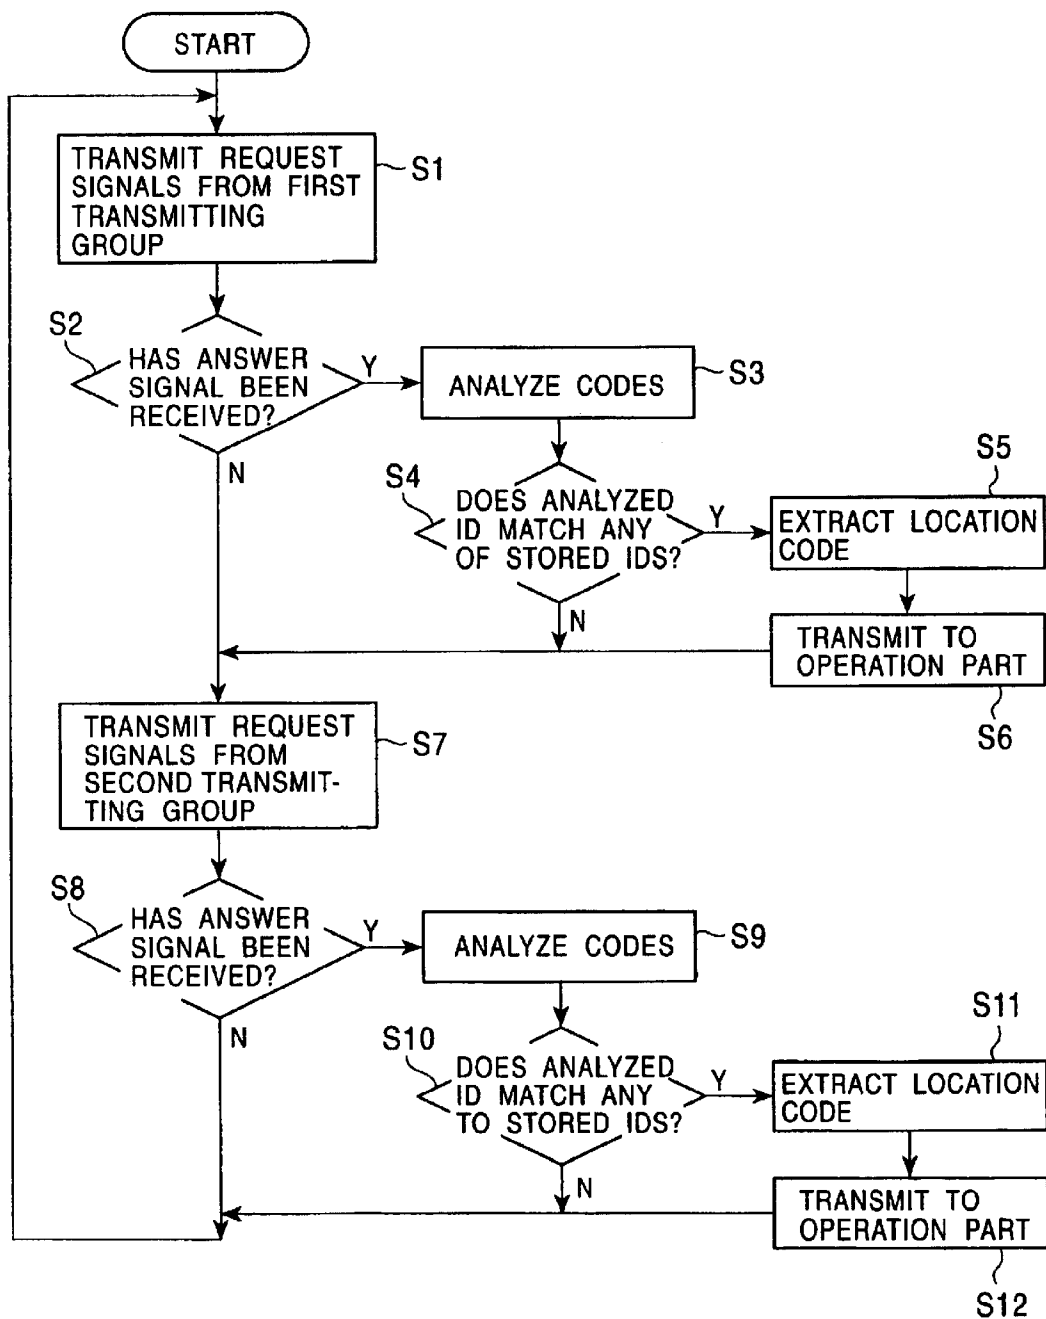 START
TRANSMIT REQUEST
SIGNALS FROM FIRST
TRANSMITTING
GROUP
S1
S2
HAS ANSWER
SIGNAL BEEN
RECEIVED?
Y
N
ANALYZE CODES
S3
S4
DOES ANALYZED
ID MATCH ANY
OF STORED IDS?
Y
N
S5
EXTRACT LOCATION
CODE
TRANSMIT TO
OPERATION PART
S6
TRANSMIT REQUEST
SIGNALS FROM
SECOND TRANSMIT-
TING GROUP
S7
S8
HAS ANSWER
SIGNAL BEEN
RECEIVED?
Y
N
ANALYZE CODES
S9
S10
DOES ANALYZED
ID MATCH ANY
TO STORED IDS?
Y
N
S11
EXTRACT LOCATION
CODE
TRANSMIT TO
OPERATION PART
S12